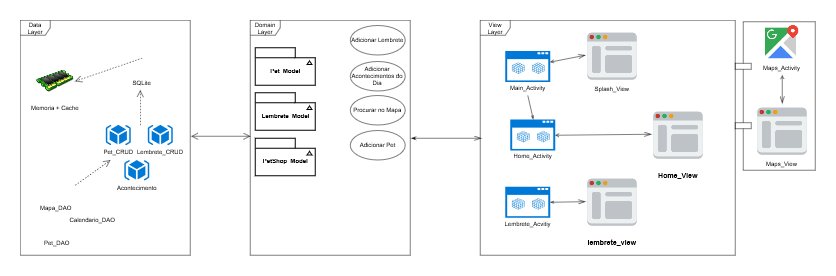 Data
Layer
SQLite
Memoria + Cache
Pet_CRUD
Lembrete_CRUD
Acontecimento
Mapa_DAO
Calendario_DAO
Pet_DAO
Domain
Layer
Pet Model
Lembrete Model
PetShop Model
Adicionar Lembrete
Adicionar
Acontecimentos do
Dia
Procurar no Mapa
Adicionar Pet
View
Layer
Main_Activity
Splash_View
Home_Activity
Home_View
Lembrete_Acvitiy
lembrete_view
G
Maps_Activity
Maps_View